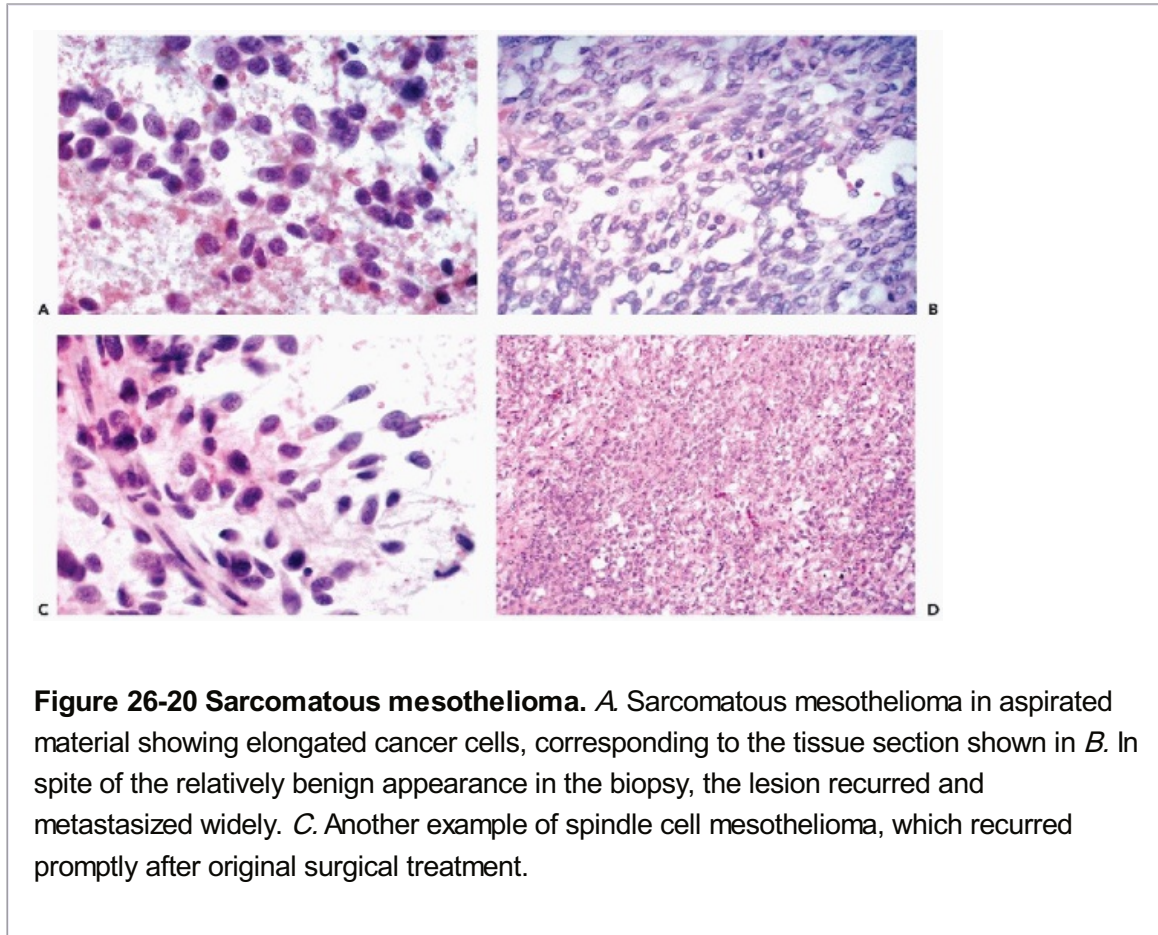 A
B
C
D
Figure 26-20 Sarcomatous mesothelioma. A. Sarcomatous mesothelioma in aspirated
material showing elongated cancer cells, corresponding to the tissue section shown in B. In
spite of the relatively benign appearance in the biopsy, the lesion recurred and
metastasized widely. C. Another example of spindle cell mesothelioma, which recurred
promptly after original surgical treatment.